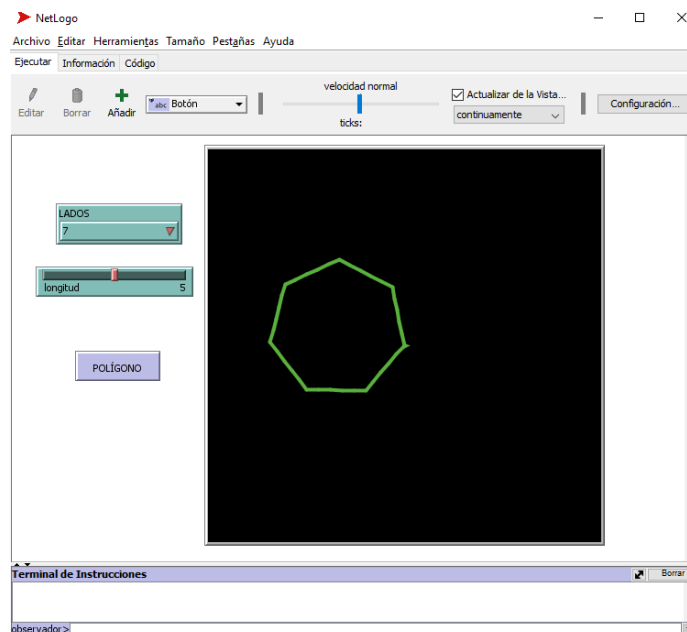 NetLogo
Archivo Editar Herramientas Tamaño Pestañas Ayuda
Ejecutar Información Código
Editar Borrar Añadir abc Botón velocidad normal ticks: Actualizar de la Vista... continuamente Configuración...
LADOS
7
longitud 5
POLÍGONO
Terminal de Instrucciones Borrar
observador>